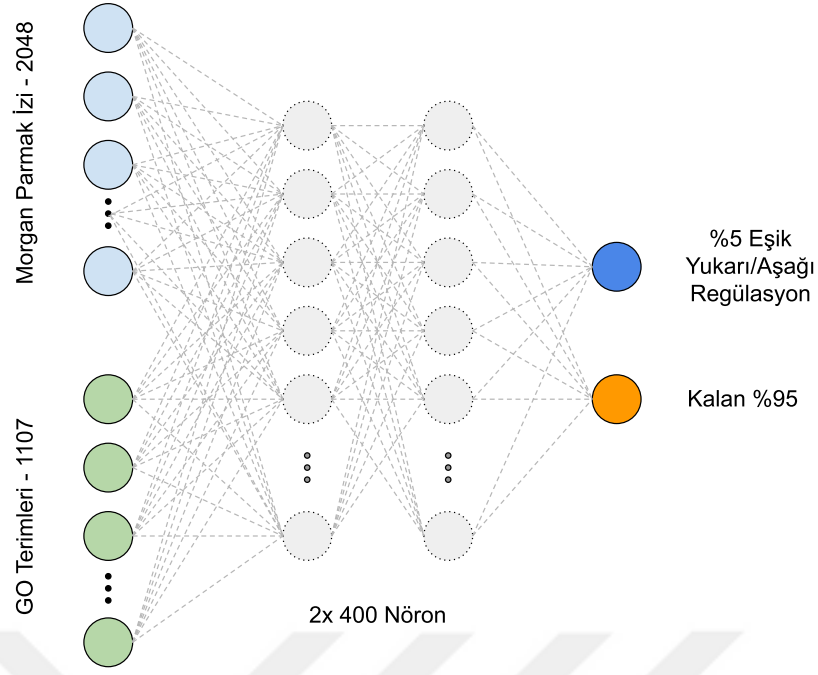 Morgan Parmak İzi - 2048
GO Terimleri - 1107
2x 400 Nöron
%5 Eşik
Yukarı/Aşağı
Regülasyon
Kalan %95